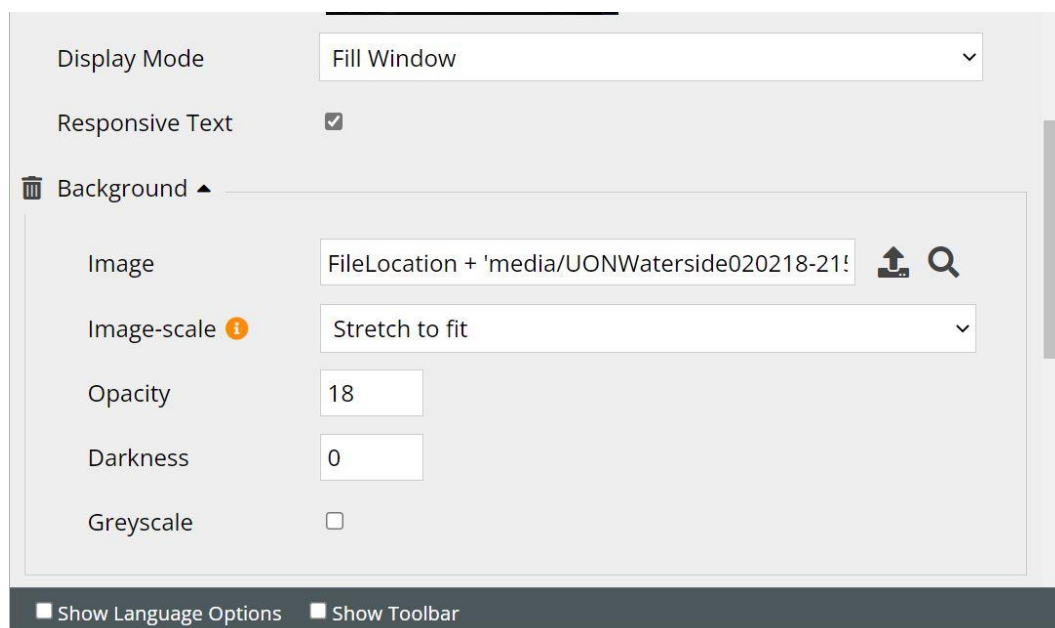 Display Mode Fill Window
Responsive Text
Background
Image FileLocation + 'media/UONWaterside020218-215
Image-scale Stretch to fit
Opacity 18
Darkness 0
Greyscale
Show Language Options Show Toolbar